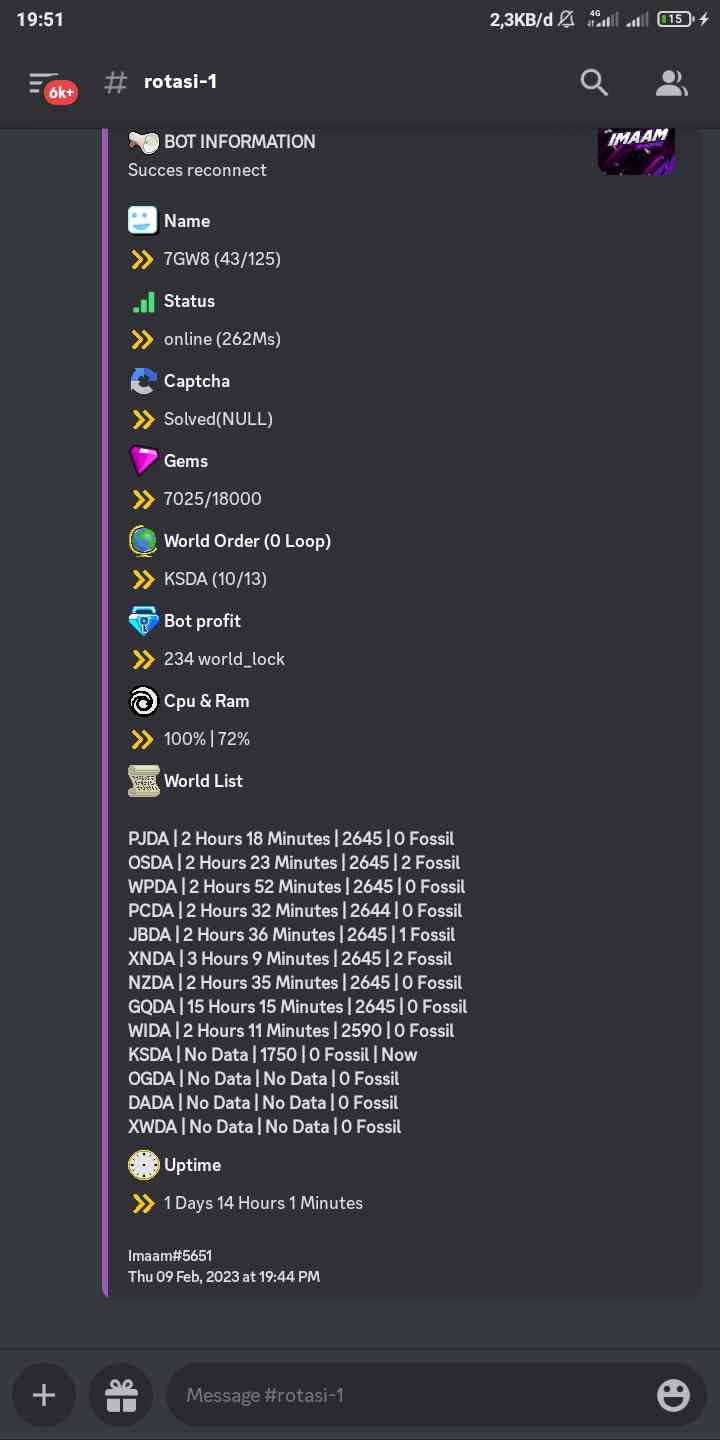 19:51
2,3KB/d
4G
15
6k+
rotasi-1
IMAAM
BOT INFORMATION
Succes reconnect
Name
7GW8 (43/125)
Status
online (262Ms)
Captcha
Solved(NULL)
Gems
7025/18000
World Order (0 Loop)
KSDA (10/13)
Bot profit
234 world_lock
Cpu & Ram
100% | 72%
World List
PJDA | 2 Hours 18 Minutes | 2645 | 0 Fossil
OSDA | 2 Hours 23 Minutes | 2645 | 2 Fossil
WPDA | 2 Hours 52 Minutes | 2645 | 0 Fossil
PCDA | 2 Hours 32 Minutes | 2644 | 0 Fossil
JBDA | 2 Hours 36 Minutes | 2645 | 1 Fossil
XNDA | 3 Hours 9 Minutes | 2645 | 2 Fossil
NZDA | 2 Hours 35 Minutes | 2645 | 0 Fossil
GQDA | 15 Hours 15 Minutes | 2645 | 0 Fossil
WIDA | 2 Hours 11 Minutes | 2590 | 0 Fossil
KSDA | No Data | 1750 | 0 Fossil | Now
OGDA | No Data | No Data | 0 Fossil
DADA | No Data | No Data | 0 Fossil
XWDA | No Data | No Data | 0 Fossil
Uptime
1 Days 14 Hours 1 Minutes
Imaam#5651
Thu 09 Feb, 2023 at 19:44 PM
Message #rotasi-1